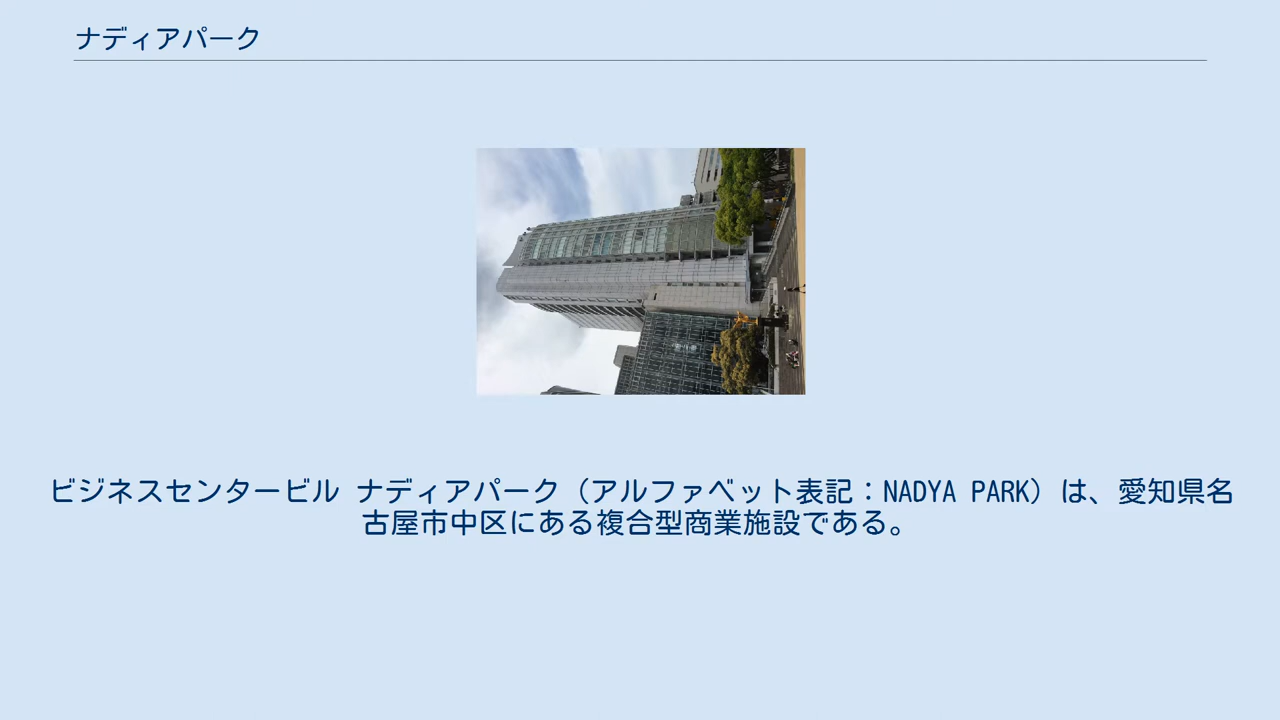 ナディアパーク
ビジネスセンタービル ナディアパーク（アルファベット表記：NADYA PARK）は、愛知県名
古屋市中区にある複合型商業施設である。